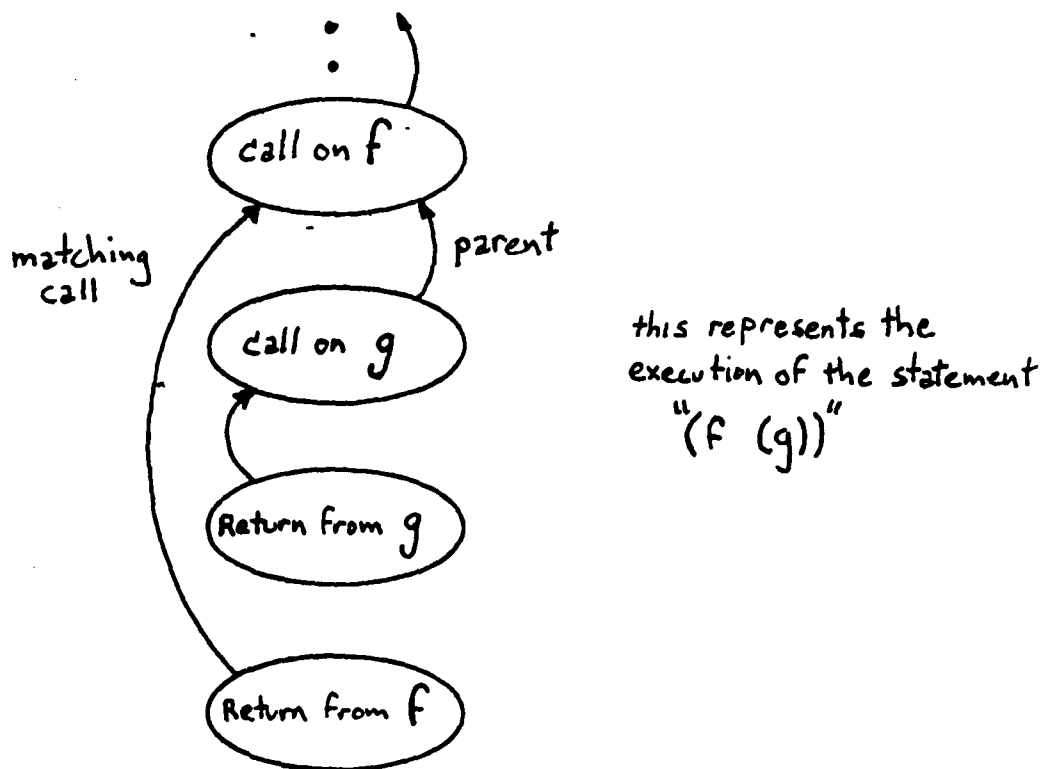 call on f
matching
call
parent
call on g
this represents the
execution of the statement
"(f (g))"
Return from g
Return from f